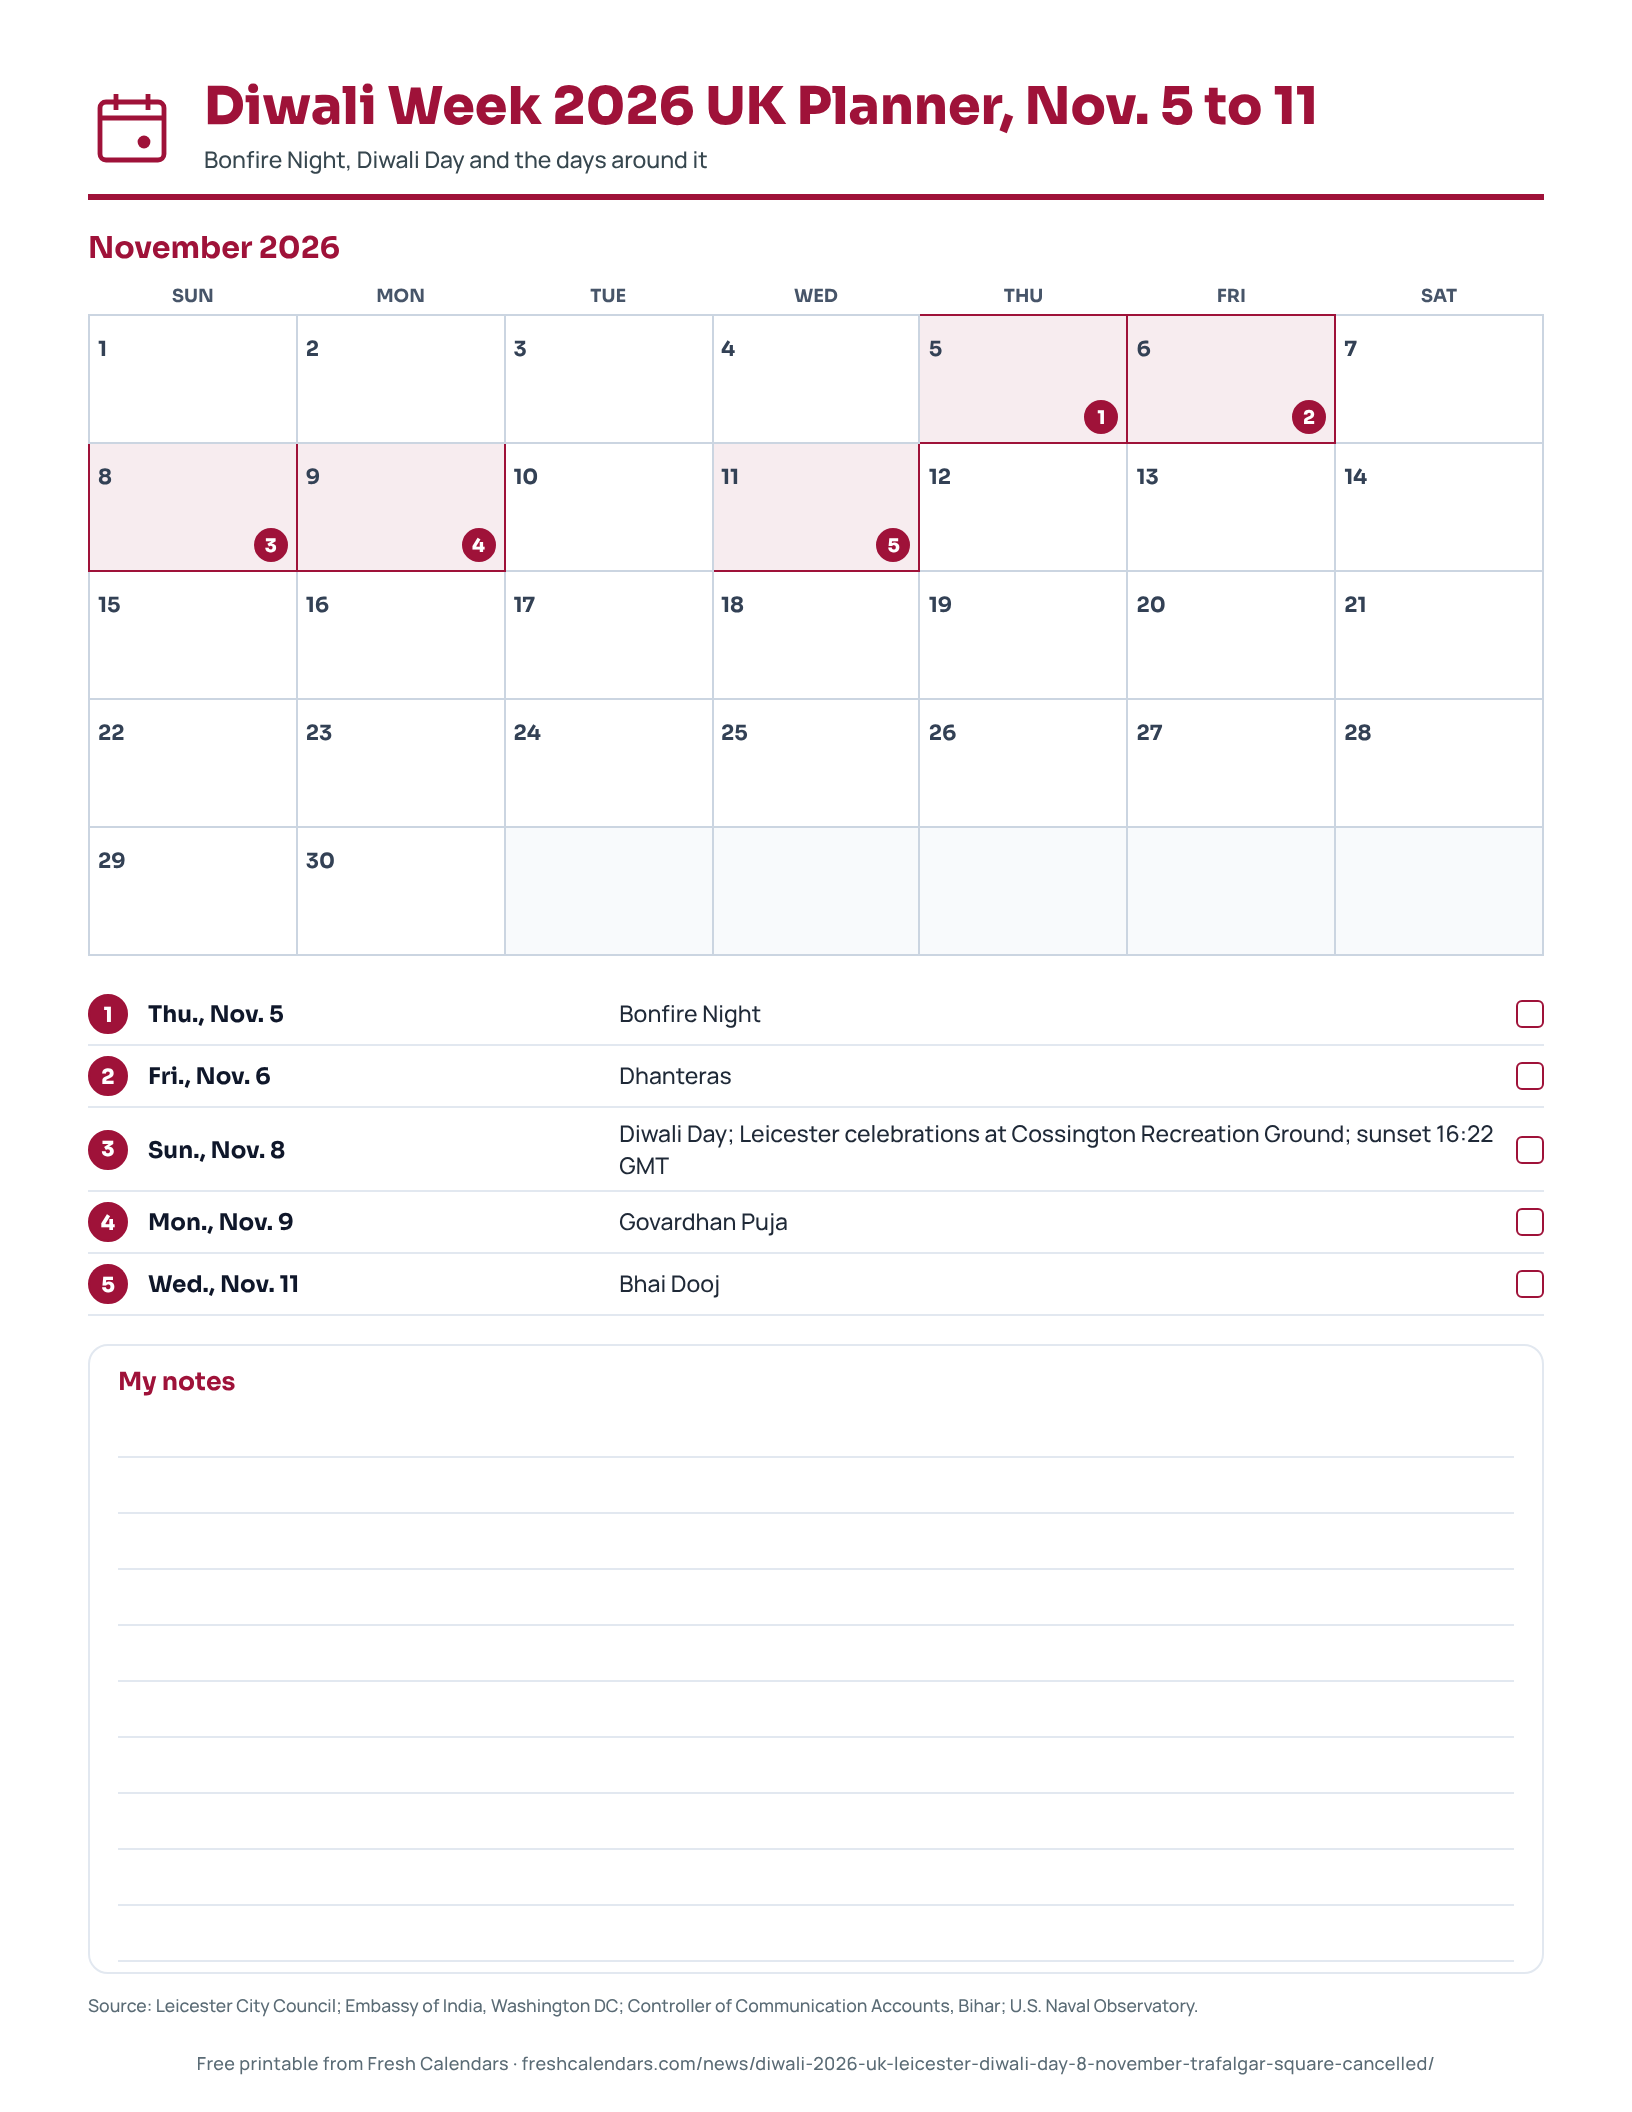 Diwali Week 2026 UK Planner, Nov. 5 to 11
Bonfire Night, Diwali Day and the days around it
November 2026
SUN MON TUE WED THU FRI SAT
1 2 3 4 5 6 7
1 2
8 9 10 11 12 13 14
3 4 5
15 16 17 18 19 20 21
22 23 24 25 26 27 28
29 30
1 Thu., Nov. 5 Bonfire Night
2 Fri., Nov. 6 Dhanteras
3 Sun., Nov. 8 Diwali Day; Leicester celebrations at Cossington Recreation Ground; sunset 16:22
GMT
4 Mon., Nov. 9 Govardhan Puja
5 Wed., Nov. 11 Bhai Dooj
My notes
Source: Leicester City Council; Embassy of India, Washington DC; Controller of Communication Accounts, Bihar; U.S. Naval Observatory.
Free printable from Fresh Calendars · freshcalendars.com/news/diwali-2026-uk-leicester-diwali-day-8-november-trafalgar-square-cancelled/